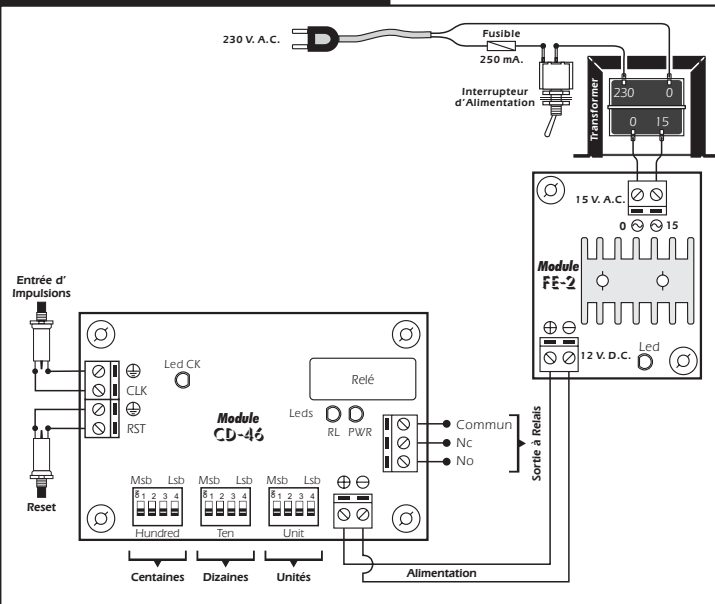 230 V. A.C.
Fusible
250 mA.
Interrupteur
d'Alimentation
Transformer
230 0
0 15
15 V. A.C.
0 15
Module
FE-2
12 V. D.C.
Led
Entrée d'
Impulsions
Led CK
CLK
RST
Reset
Module
CD-46
Relé
Leds
RL PWR
Commun
Nc
No
Sortie à Relais
Msb Lsb
ON
1 2 3 4
Hundred
Msb Lsb
ON
1 2 3 4
Ten
Msb Lsb
ON
1 2 3 4
Unit
Centaines
Dizaines
Unités
Alimentation